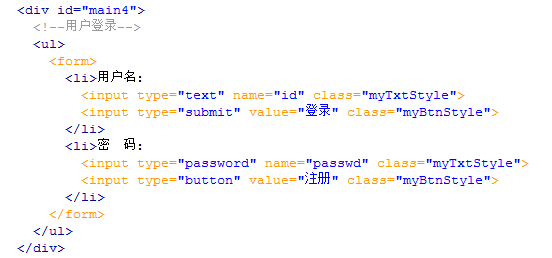 <div id="main4">
<!--用户登录-->
<ul>
<form>
<li>用户名:
<input type="text" name="id" class="myTxtStyle">
<input type="submit" value="登录" class="myBtnStyle">
</li>
<li>密　码:
<input type="password" name="passwd" class="myTxtStyle">
<input type="button" value="注册" class="myBtnStyle">
</li>
</form>
</ul>
</div>